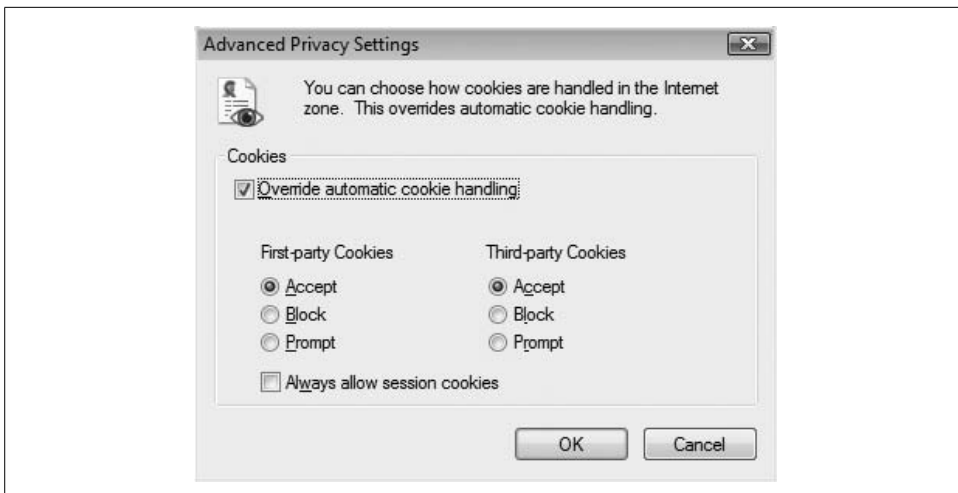 Advanced Privacy Settings
You can choose how cookies are handled in the Internet
zone. This overrides automatic cookie handling.
Cookies
Override automatic cookie handling
First-party Cookies
Third-party Cookies
Accept
Accept
Block
Block
Prompt
Prompt
Always allow session cookies
OK
Cancel